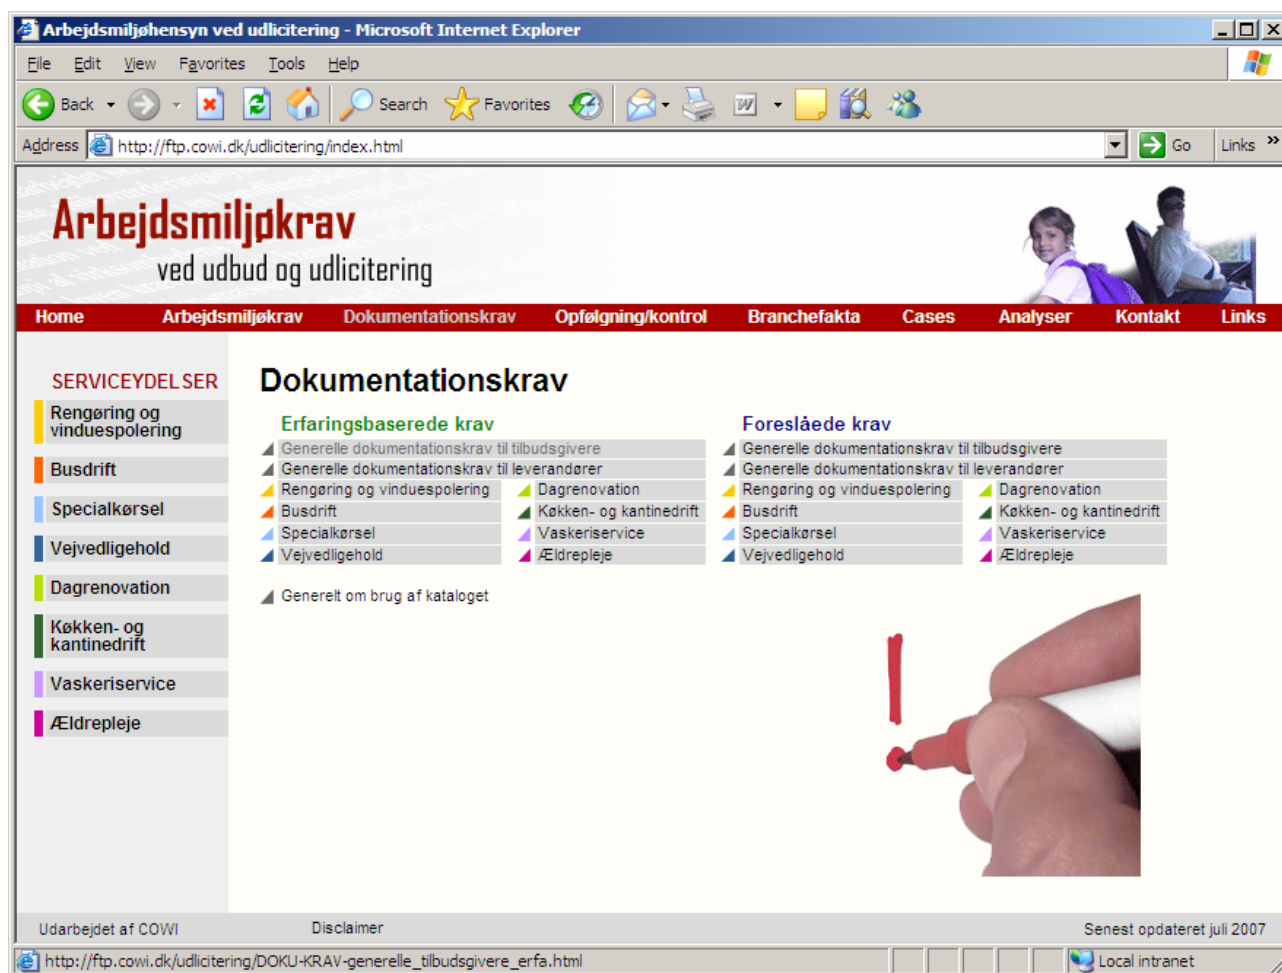 Arbejdsmiljøhensyn ved udlicitering - Microsoft Internet Explorer
File Edit View Favorites Tools Help
Back Search Favorites
Address http://ftp.cowi.dk/udlicitering/index.html Go Links »
Arbejdsmiljøkrav
ved udbud og udlicitering
Home Arbejdsmiljøkrav Dokumentationskrav Opfølgning/kontrol Branchefakta Cases Analyser Kontakt Links
SERVICEYDELSER
Rengøring og
vinduespolering
Busdrift
Specialkørsel
Vejvedligehold
Dagrenovation
Køkken- og
kantinedrift
Vaskeriservice
Ældrepleje
Dokumentationskrav
Erfaringsbaserede krav
Generelle dokumentationskrav til tilbudsgivere
Generelle dokumentationskrav til leverandører
Rengøring og vinduespolering Dagrenovation
Busdrift Køkken- og kantinedrift
Specialkørsel Vaskeriservice
Vejvedligehold Ældrepleje
Foreslåede krav
Generelle dokumentationskrav til tilbudsgivere
Generelle dokumentationskrav til leverandører
Rengøring og vinduespolering Dagrenovation
Busdrift Køkken- og kantinedrift
Specialkørsel Vaskeriservice
Vejvedligehold Ældrepleje
Generelt om brug af kataloget
Udarbejdet af COWI Disclaimer Senest opdateret juli 2007
http://ftp.cowi.dk/udlicitering/DOKU-KRAV-generelle_tilbudsgivere_erfa.html Local intranet